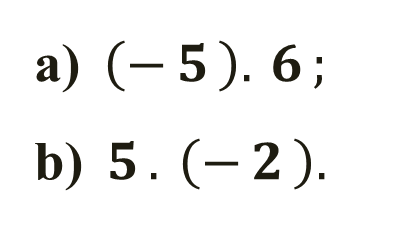 a) (– 5 ). 6 ;
b) 5 . (– 2 ).